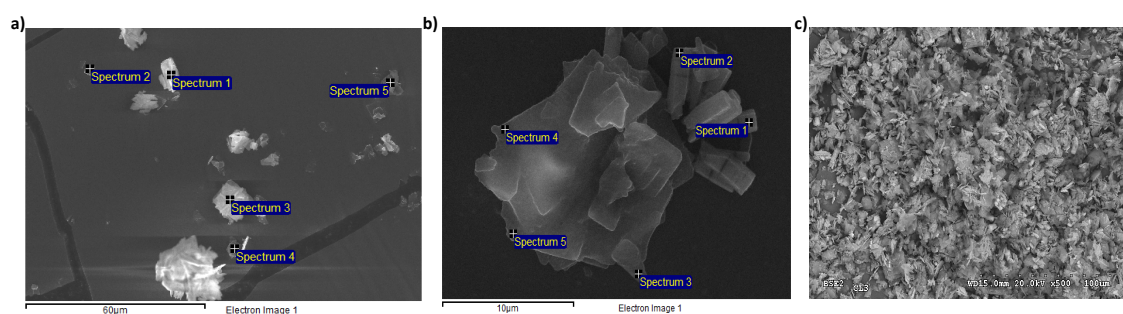 a)
Spectrum 2
Spectrum 1
Spectrum 5
Spectrum 3
Spectrum 4
60µm
Electron Image 1
b)
Spectrum 2
Spectrum 1
Spectrum 4
Spectrum 5
Spectrum 3
10µm
Electron Image 1
c)
BSE2
WD15.0mm 20.0kV x500 100um
CL3